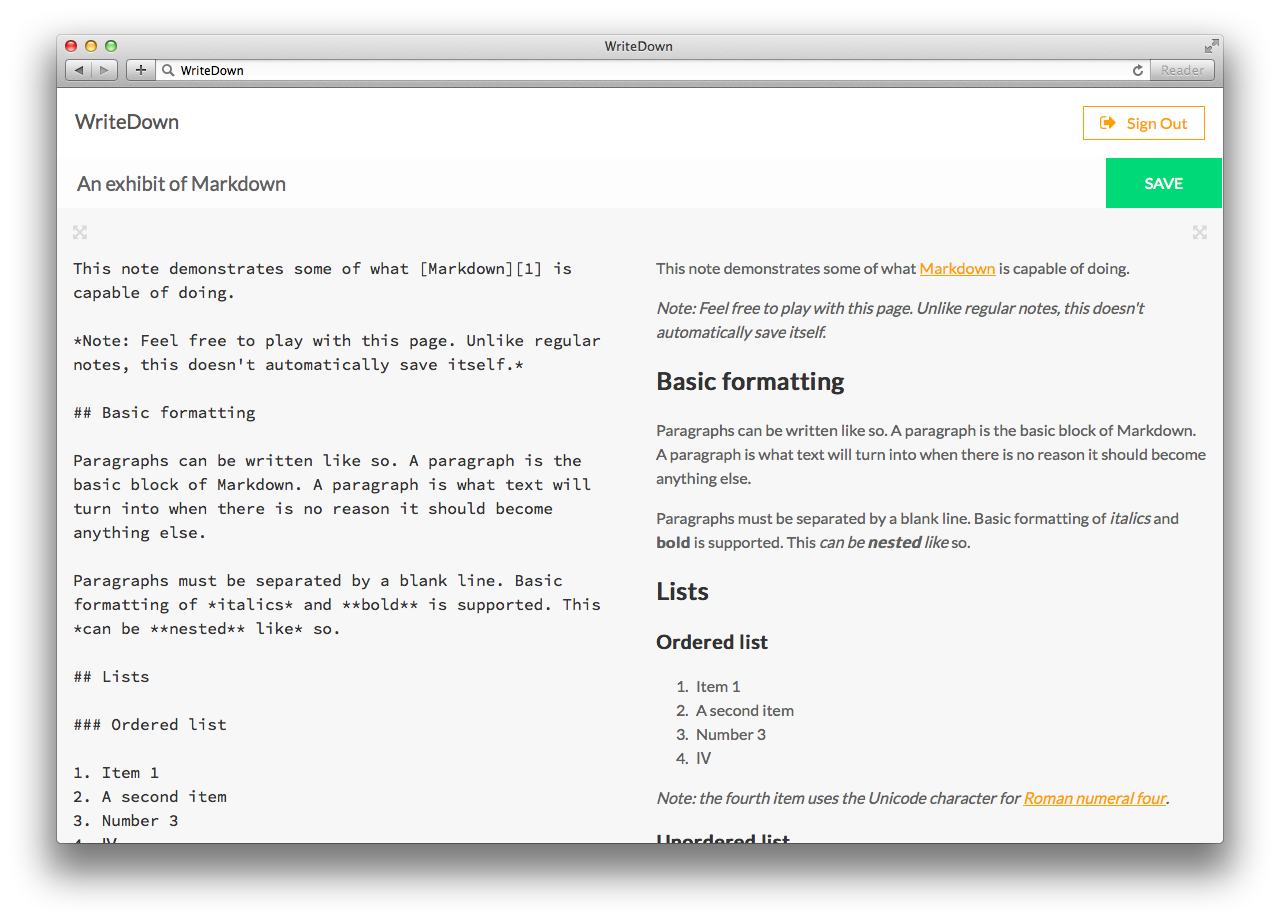 WriteDown
WriteDown
Reader
WriteDown
Sign Out
An exhibit of Markdown
SAVE
This note demonstrates some of what [Markdown][1] is
capable of doing.
*Note: Feel free to play with this page. Unlike regular
notes, this doesn't automatically save itself.*
## Basic formatting
Paragraphs can be written like so. A paragraph is the
basic block of Markdown. A paragraph is what text will
turn into when there is no reason it should become
anything else.
Paragraphs must be separated by a blank line. Basic
formatting of *italics* and **bold** is supported. This
*can be **nested** like* so.
## Lists
### Ordered list
1. Item 1
2. A second item
3. Number 3
4. Ⅳ
This note demonstrates some of what Markdown is capable of doing.
Note: Feel free to play with this page. Unlike regular notes, this doesn't
automatically save itself.
Basic formatting
Paragraphs can be written like so. A paragraph is the basic block of Markdown.
A paragraph is what text will turn into when there is no reason it should become
anything else.
Paragraphs must be separated by a blank line. Basic formatting of italics and
bold is supported. This can be nested like so.
Lists
Ordered list
1. Item 1
2. A second item
3. Number 3
4. Ⅳ
Note: the fourth item uses the Unicode character for Roman numeral four.
Unordered list